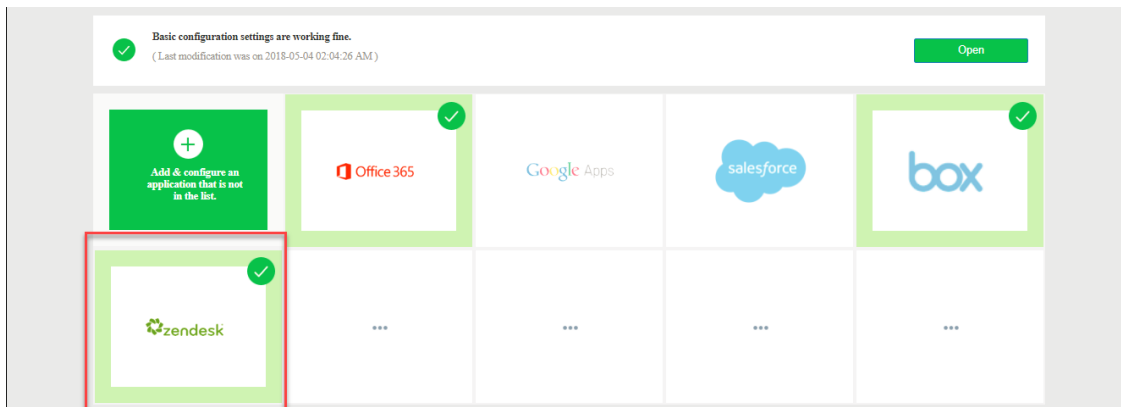 Basic configuration settings are working fine.
( Last modification was on 2018-05-04 02:04:26 AM )
Open
Add & configure an
application that is not
in the list.
Office 365
Google Apps
salesforce
box
zendesk
...
...
...
...